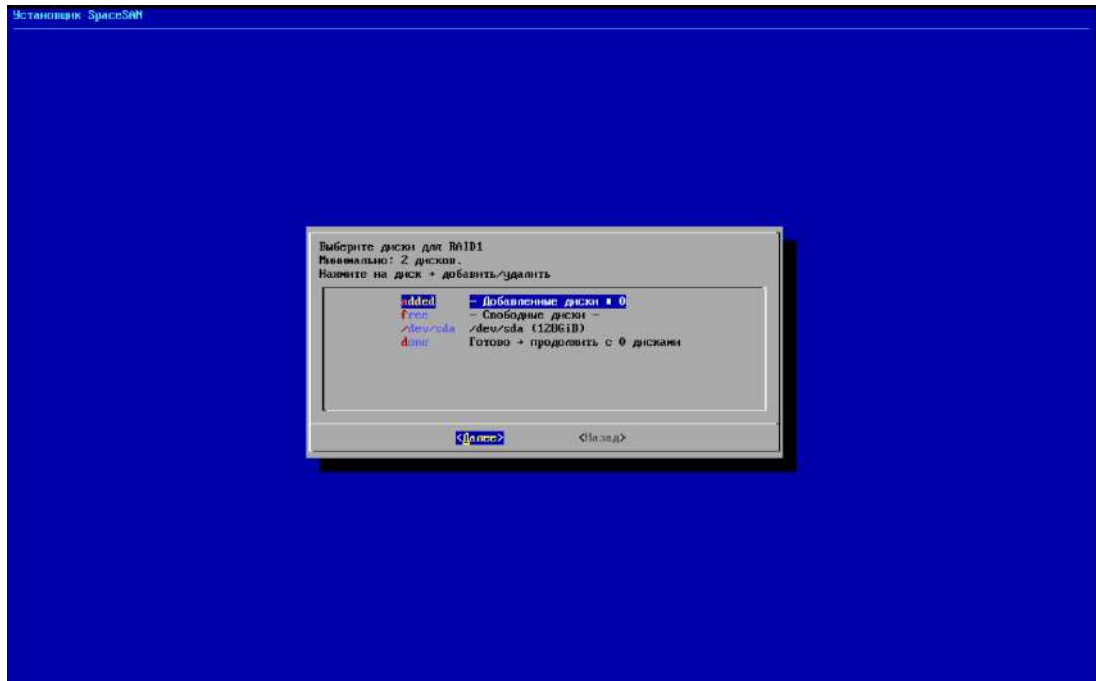 Установщик SpaceSAN
Выберите диски для RAID1
Минимально: 2 дисков.
Нажмите на диск → добавить/удалить
added — Добавленные диски ■ 0
free — Свободные диски —
/dev/sda /dev/sda (128GiB)
done Готово → продолжить с 0 дисками
<Далее> <Назад>